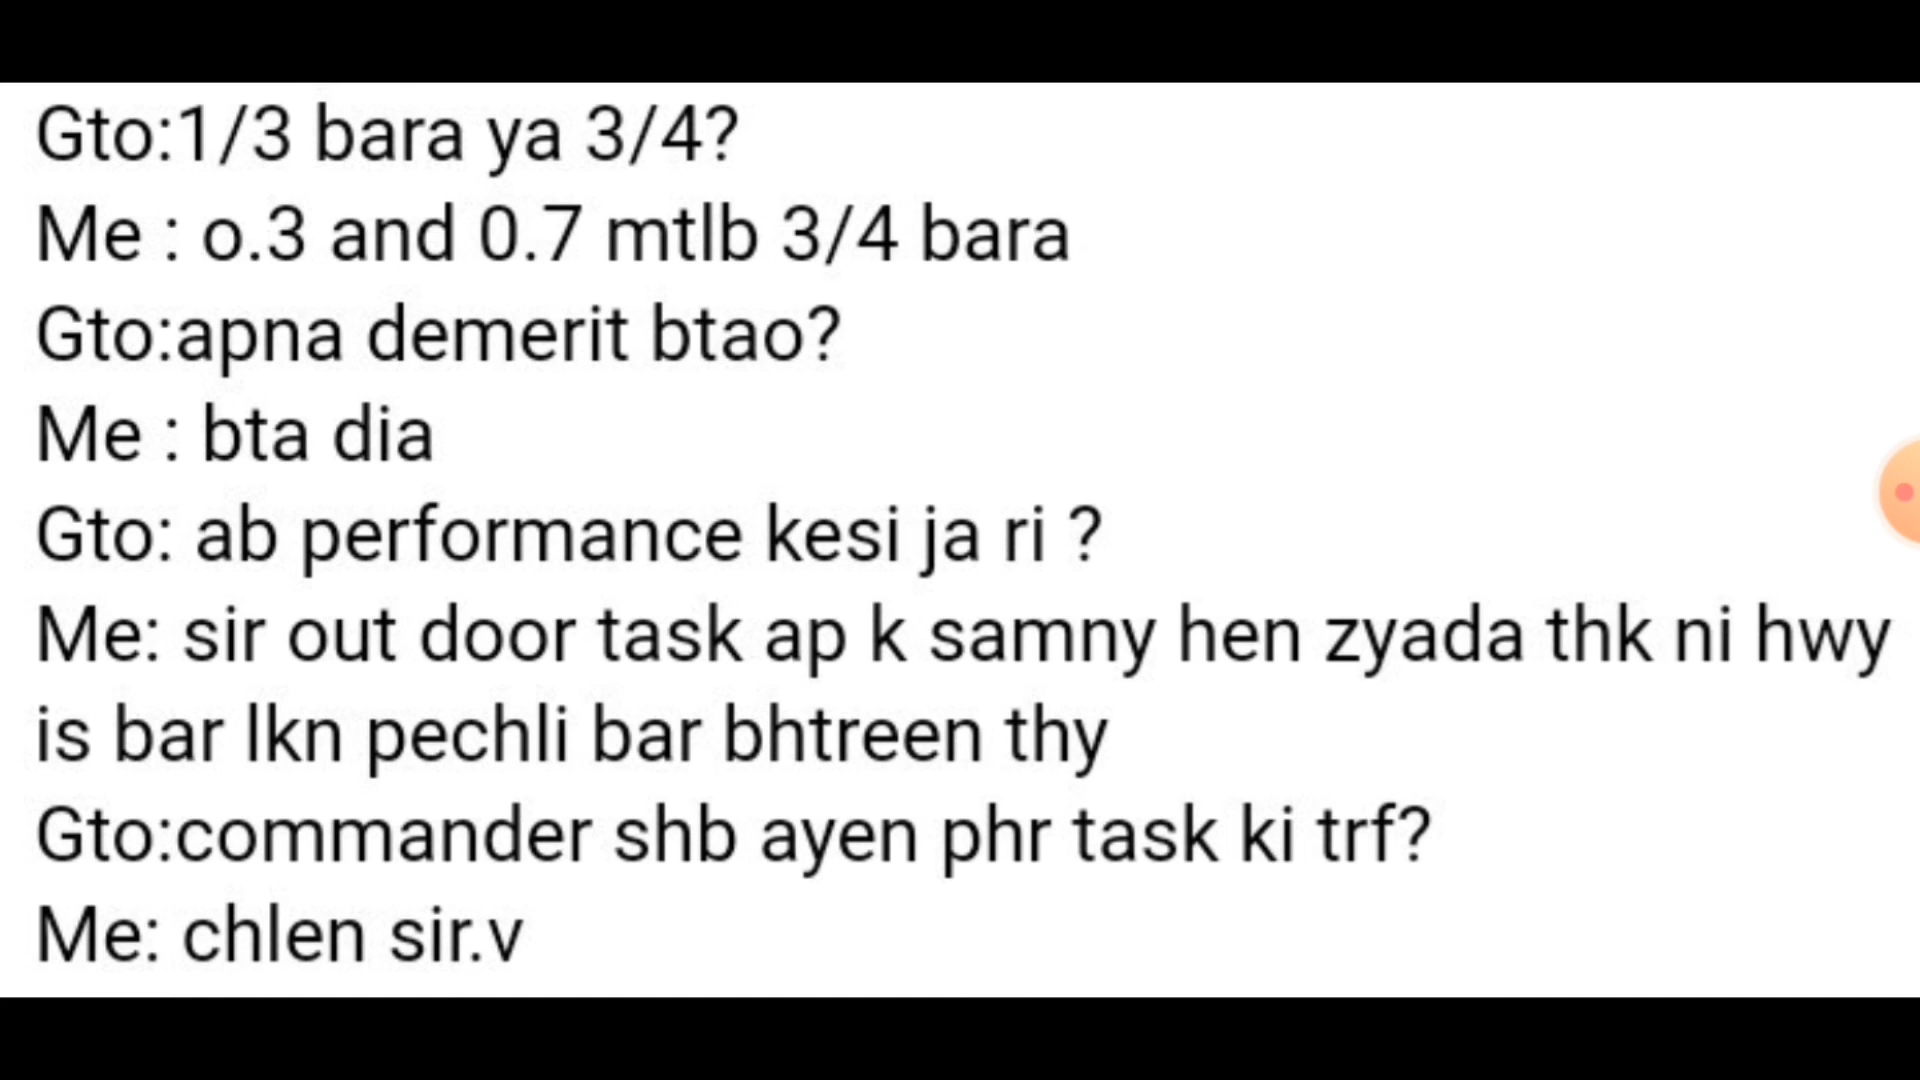 Gto:1/3 bara ya 3/4?
Me : o.3 and 0.7 mtlb 3/4 bara
Gto:apna demerit btao?
Me : bta dia
Gto: ab performance kesi ja ri ?
Me: sir out door task ap k samny hen zyada thk ni hwy
is bar lkn pechli bar bhtreen thy
Gto:commander shb ayen phr task ki trf?
Me: chlen sir.v